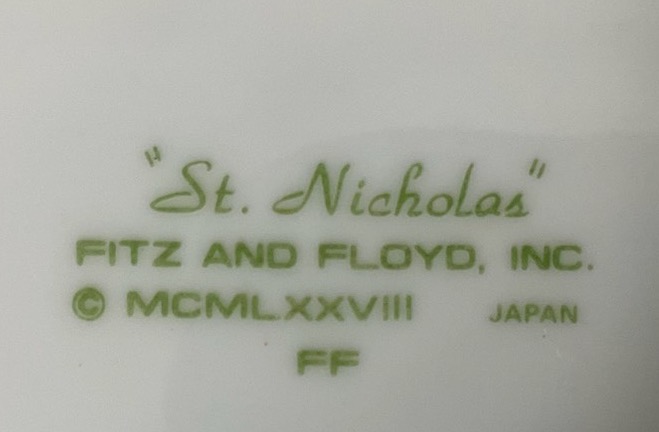 "St. Nicholas"
FITZ AND FLOYD, INC.
© MCMLXXVIII JAPAN
FF